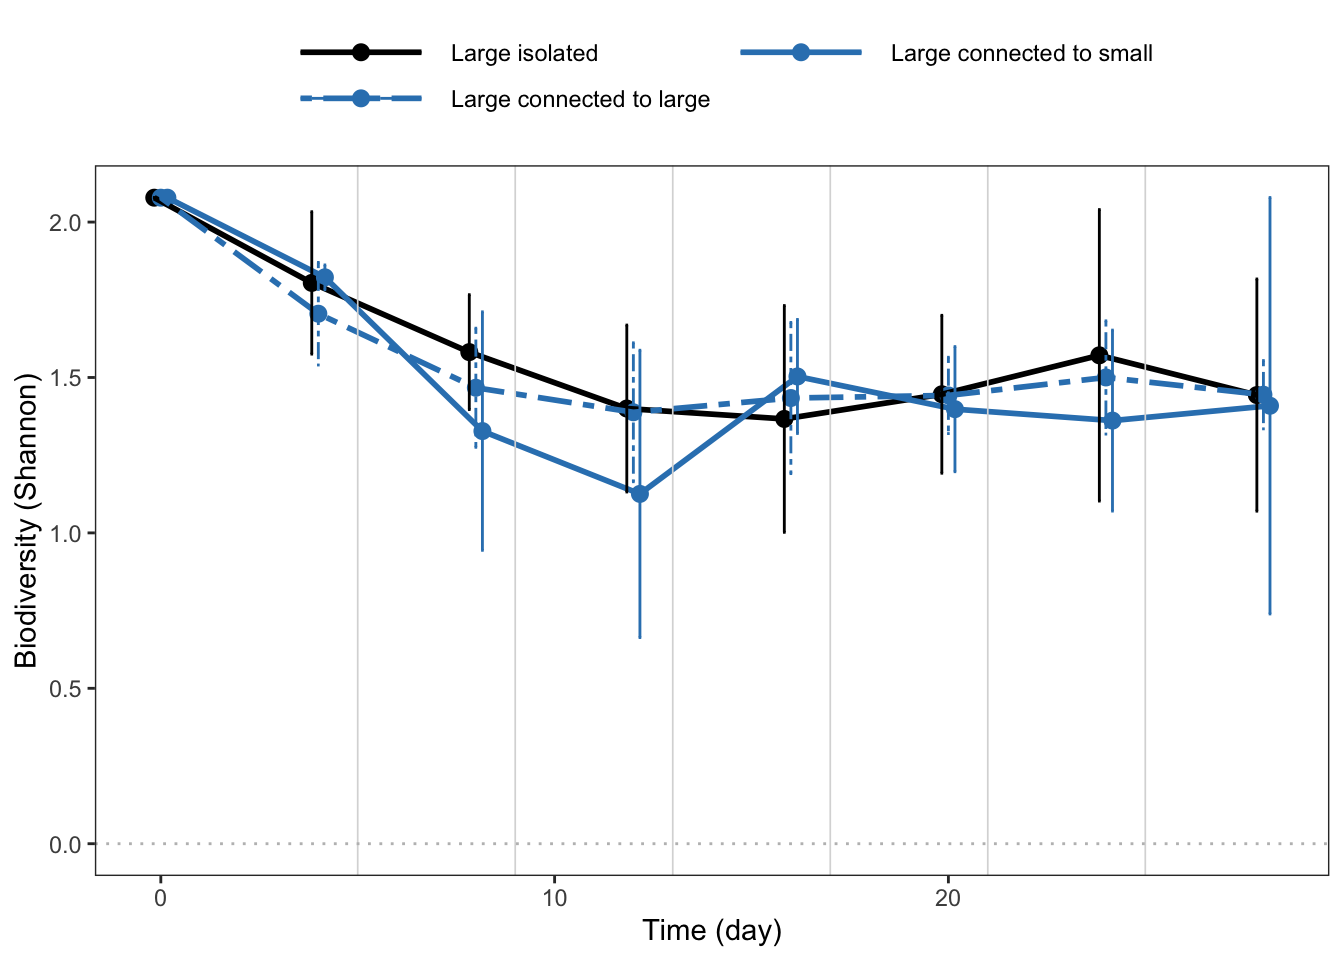 Large isolated
Large connected to small
Large connected to large
Biodiversity (Shannon)
2.0
1.5
1.0
0.5
0.0
0
10
20
Time (day)